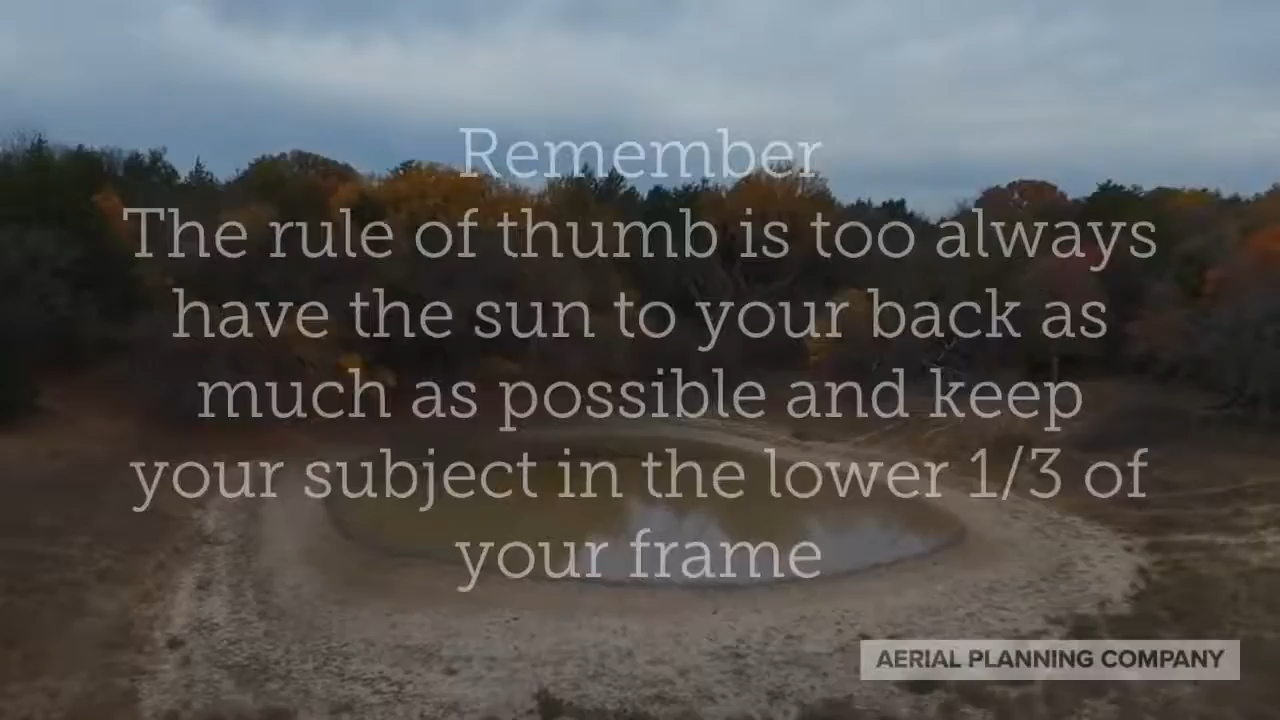 Remember
The rule of thumb is too always
have the sun to your back as
much as possible and keep
your subject in the lower 1/3 of
your frame
AERIAL PLANNING COMPANY